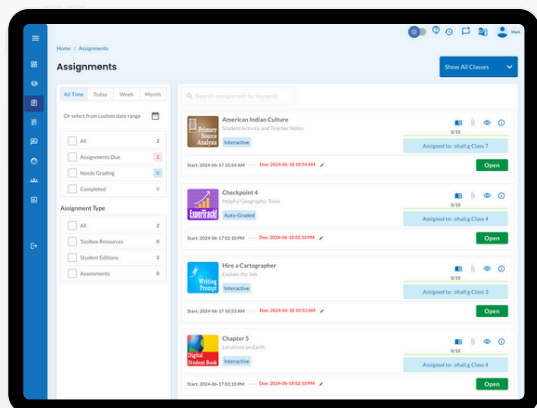 Mark
Home / Assignments
Assignments
Show All Classes
All Time Today Week Month
Search assignment by keyword
Or select from custom date range
All 2
Assignments Due 2
Needs Grading 0
Completed 0
Assignment Type
All 2
Toolbox Resources 0
Student Editions 2
Assessments 0
Primary Source Analysis
American Indian Culture
Student Activity and Teacher Notes
Interactive
0/10
Assigned to: shell.g Class 7
Start: 2024-06-17 10:54 AM Due: 2024-06-18 10:54 AM
Open
ExperTrack!
Checkpoint 4
Helpful Geographic Tools
Auto-Graded
0/10
Assigned to: shell.g Class 4
Start: 2024-06-17 02:10 PM Due: 2024-06-18 02:10 PM
Open
Writing Prompt
Hire a Cartographer
Explain the Job
Interactive
0/10
Assigned to: shell.g Class 3
Start: 2024-06-17 10:53 AM Due: 2024-06-18 10:53 AM
Open
Digital Student Book
Chapter 5
Locations on Earth
Interactive
0/10
Assigned to: shell.g Class 4
Start: 2024-06-17 02:10 PM Due: 2024-06-18 02:10 PM
Open